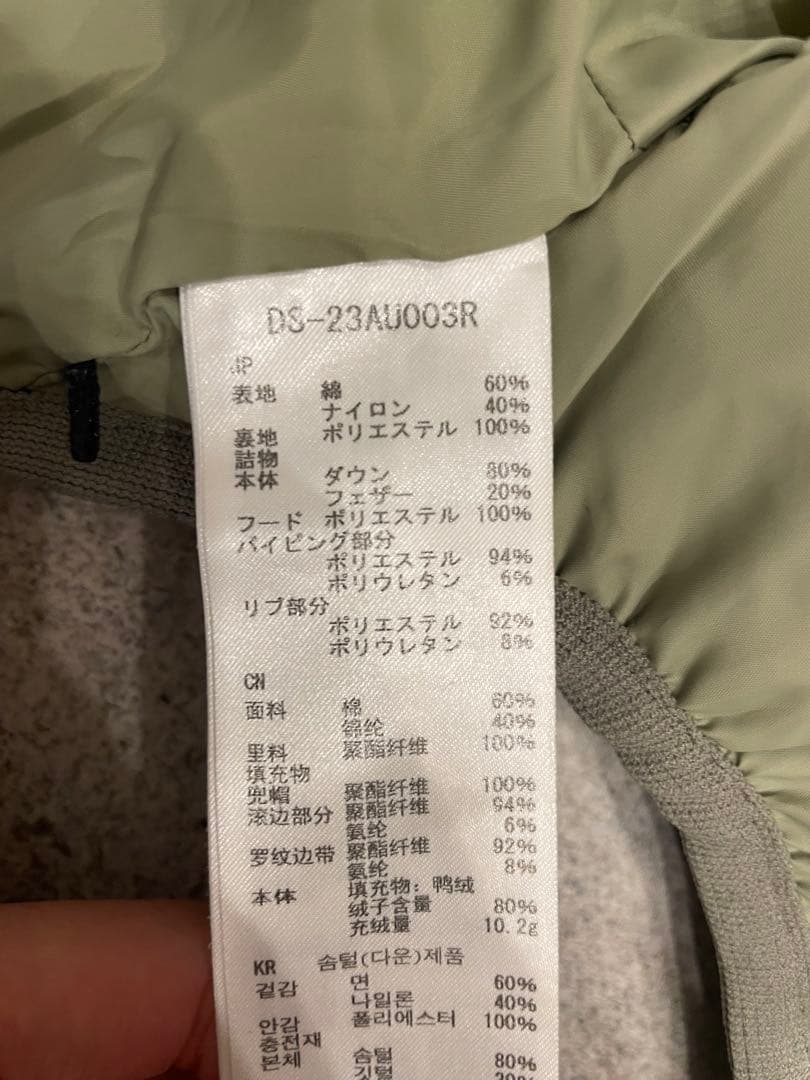 DS-23AU003R
JP
表地 綿 60%
ナイロン 40%
裏地 ポリエステル 100%
詰物
本体 ダウン 80%
フェザー 20%
フード ポリエステル 100%
パイピング部分
ポリエステル 94%
ポリウレタン 6%
リブ部分
ポリエステル 92%
ポリウレタン 8%
CN
面料 棉 60%
锦纶 40%
里料 聚酯纤维 100%
填充物
兜帽 聚酯纤维 100%
滚边部分 聚酯纤维 94%
氨纶 6%
罗纹边带 聚酯纤维 92%
氨纶 8%
本体 填充物:鸭绒
绒子含量 80%
充绒量 10.2g
KR 솜털(다운)제품
겉감 면 60%
나일론 40%
안감 폴리에스터 100%
충전재
본체 솜털 80%
깃털 20%